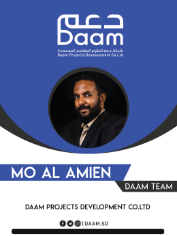 دعم
Daam
Daam Projects Development Co.Ltd
MO AL AMIEN
DAAM TEAM
DAAM PROJECTS DEVELOPMENT CO.LTD
| DAAM.SD